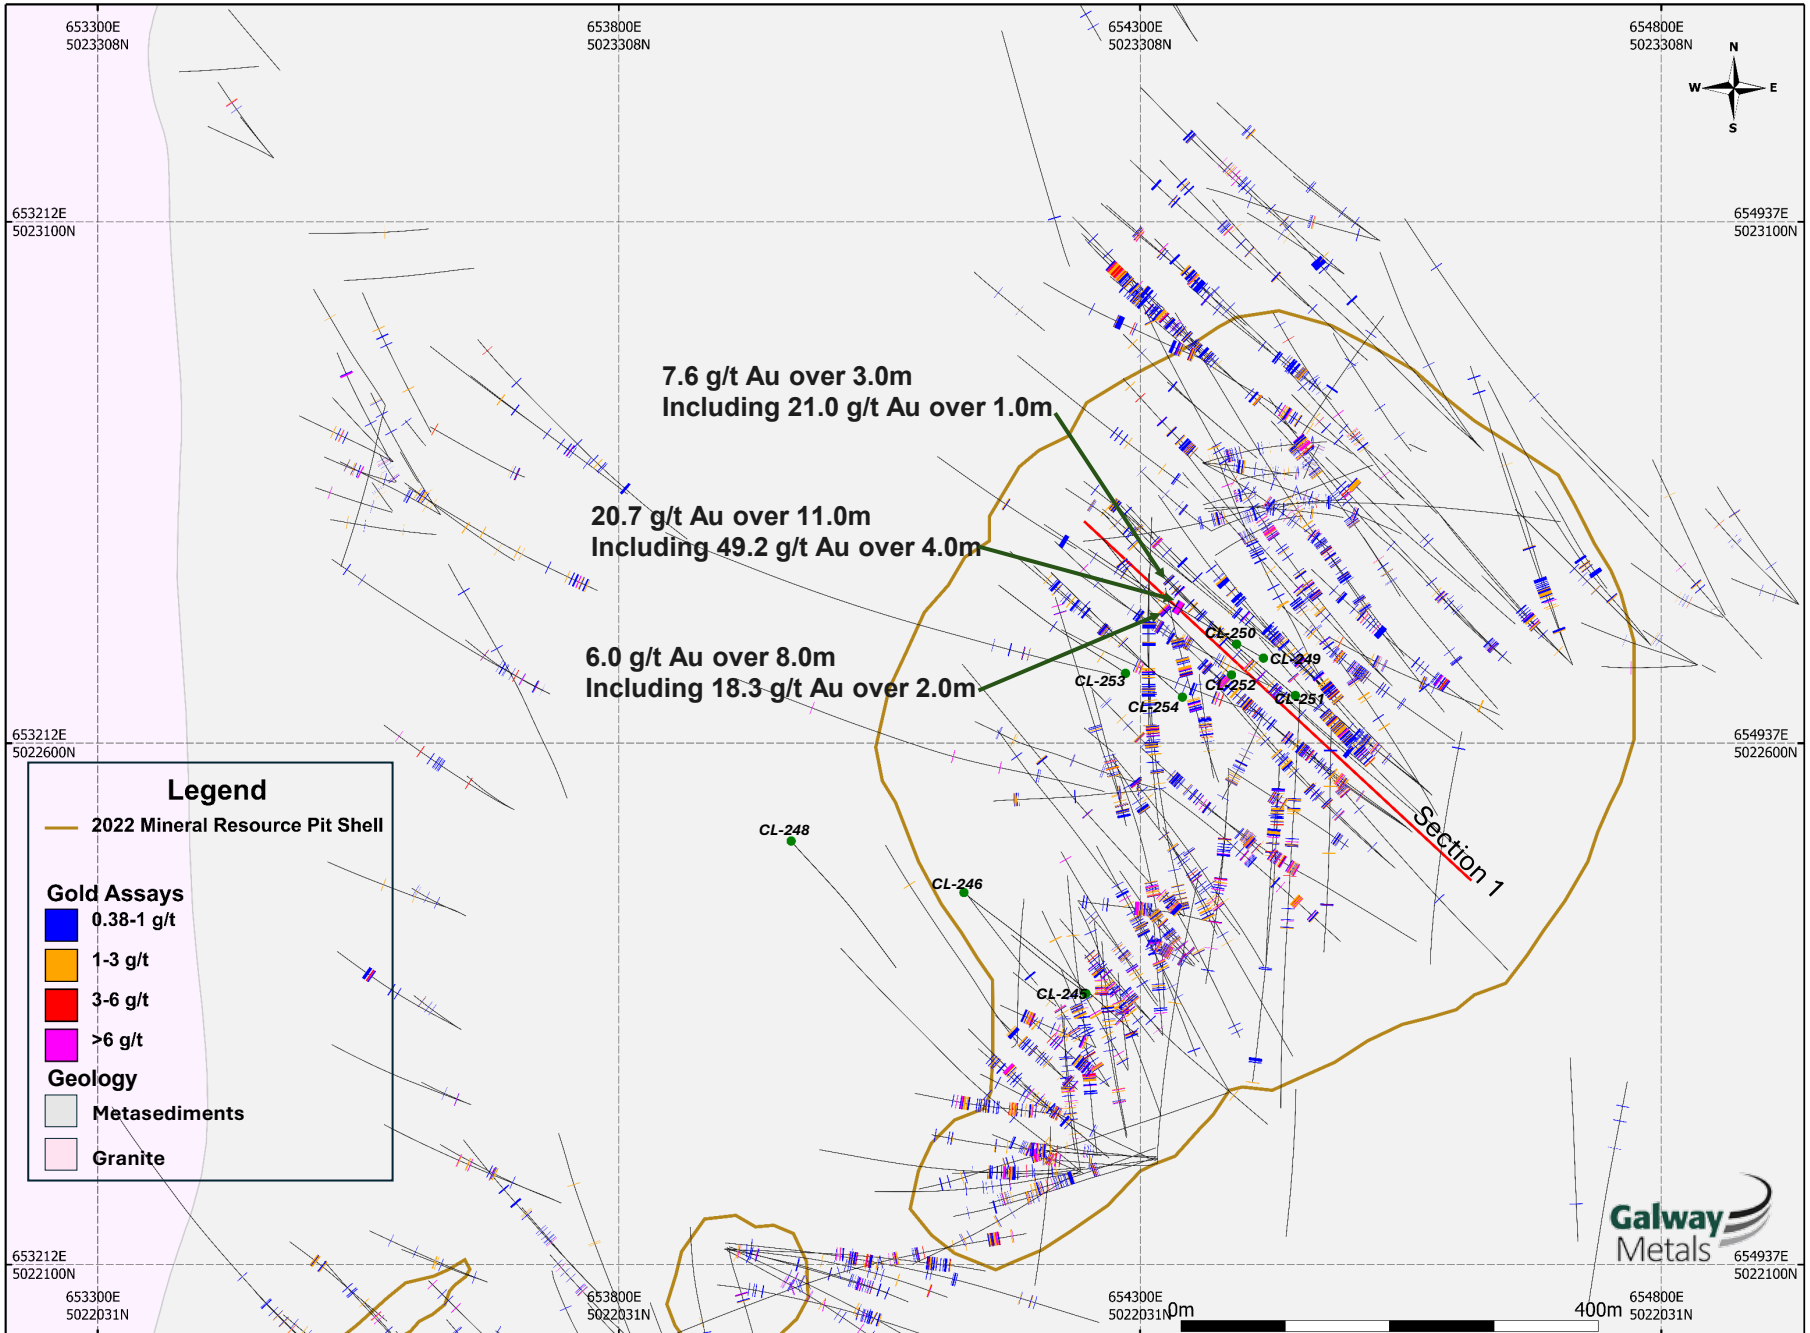 653300E
5023308N
653800E
5023308N
654300E
5023308N
654800E
5023308N
N
W E
S
653212E
5023100N
654937E
5023100N
7.6 g/t Au over 3.0m
Including 21.0 g/t Au over 1.0m
20.7 g/t Au over 11.0m
Including 49.2 g/t Au over 4.0m
6.0 g/t Au over 8.0m
Including 18.3 g/t Au over 2.0m
CL-250
CL-249
CL-253
CL-252
CL-254
CL-251
653212E
5022600N
654937E
5022600N
Section 1
CL-248
CL-246
CL-245
Legend
2022 Mineral Resource Pit Shell
Gold Assays
0.38-1 g/t
1-3 g/t
3-6 g/t
>6 g/t
Geology
Metasediments
Granite
Galway
Metals
653212E
5022100N
654937E
5022100N
653300E
5022031N
653800E
5022031N
654300E
5022031N
0m
400m
654800E
5022031N